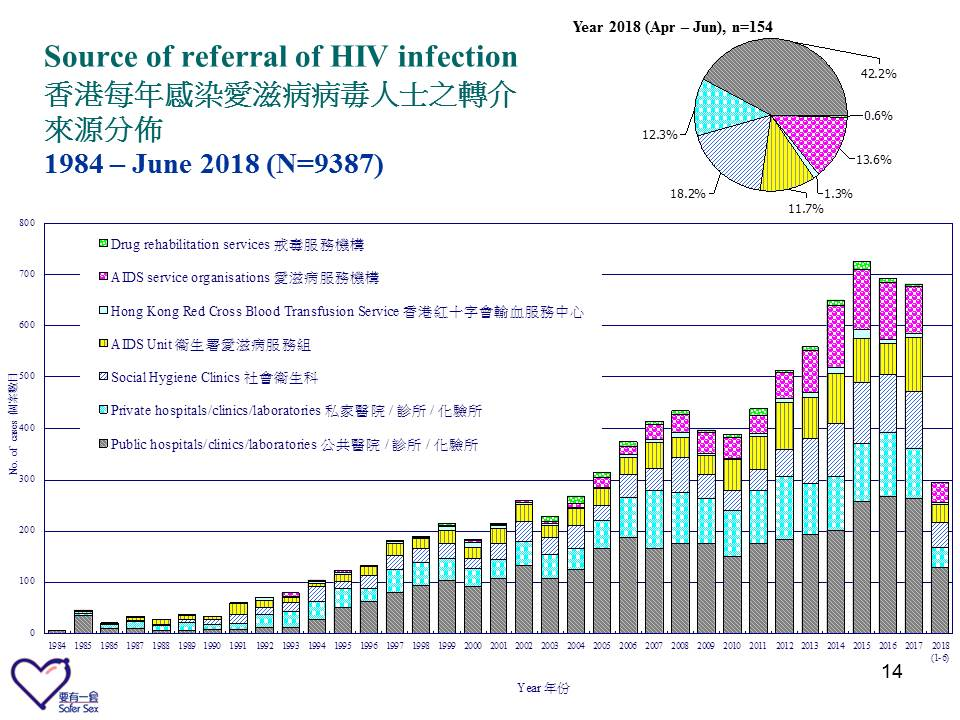 Year 2018 (Apr – Jun), n=154
Source of referral of HIV infection
香港每年感染愛滋病病毒人士之轉介
來源分佈
1984 – June 2018 (N=9387)
42.2%
0.6%
13.6%
1.3%
11.7%
18.2%
12.3%
800
700
600
500
400
300
200
100
0
No. of cases 個案數目
Drug rehabilitation services 戒毒服務機構
AIDS service organisations 愛滋病服務機構
Hong Kong Red Cross Blood Transfusion Service 香港紅十字會輸血服務中心
AIDS Unit 衞生署愛滋病服務組
Social Hygiene Clinics 社會衞生科
Private hospitals/clinics/laboratories 私家醫院 / 診所 / 化驗所
Public hospitals/clinics/laboratories 公共醫院 / 診所 / 化驗所
1984 1985 1986 1987 1988 1989 1990 1991 1992 1993 1994 1995 1996 1997 1998 1999 2000 2001 2002 2003 2004 2005 2006 2007 2008 2009 2010 2011 2012 2013 2014 2015 2016 2017 2018
(1-6)
Year 年份
14
要有一套
Safer Sex